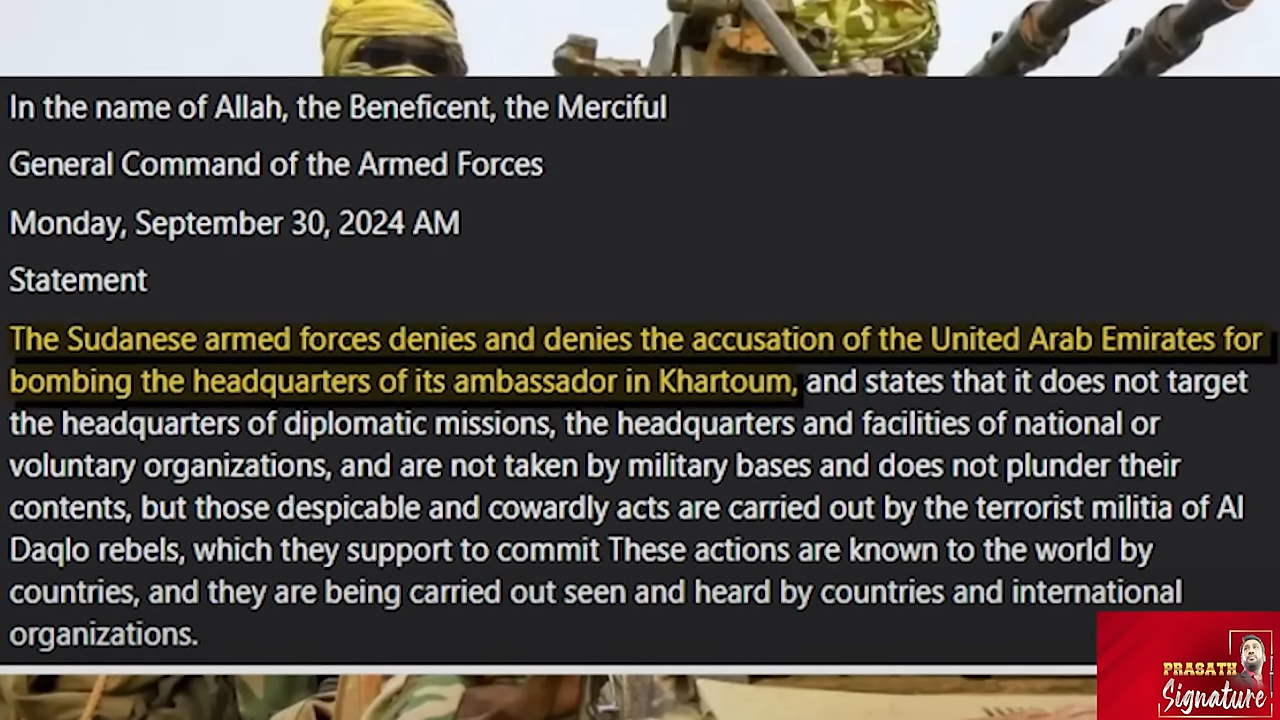 In the name of Allah, the Beneficent, the Merciful
General Command of the Armed Forces
Monday, September 30, 2024 AM
Statement
The Sudanese armed forces denies and denies the accusation of the United Arab Emirates for
bombing the headquarters of its ambassador in Khartoum, and states that it does not target
the headquarters of diplomatic missions, the headquarters and facilities of national or
voluntary organizations, and are not taken by military bases and does not plunder their
contents, but those despicable and cowardly acts are carried out by the terrorist militia of Al
Daqlo rebels, which they support to commit These actions are known to the world by
countries, and they are being carried out seen and heard by countries and international
organizations.
PRASATH
Signature